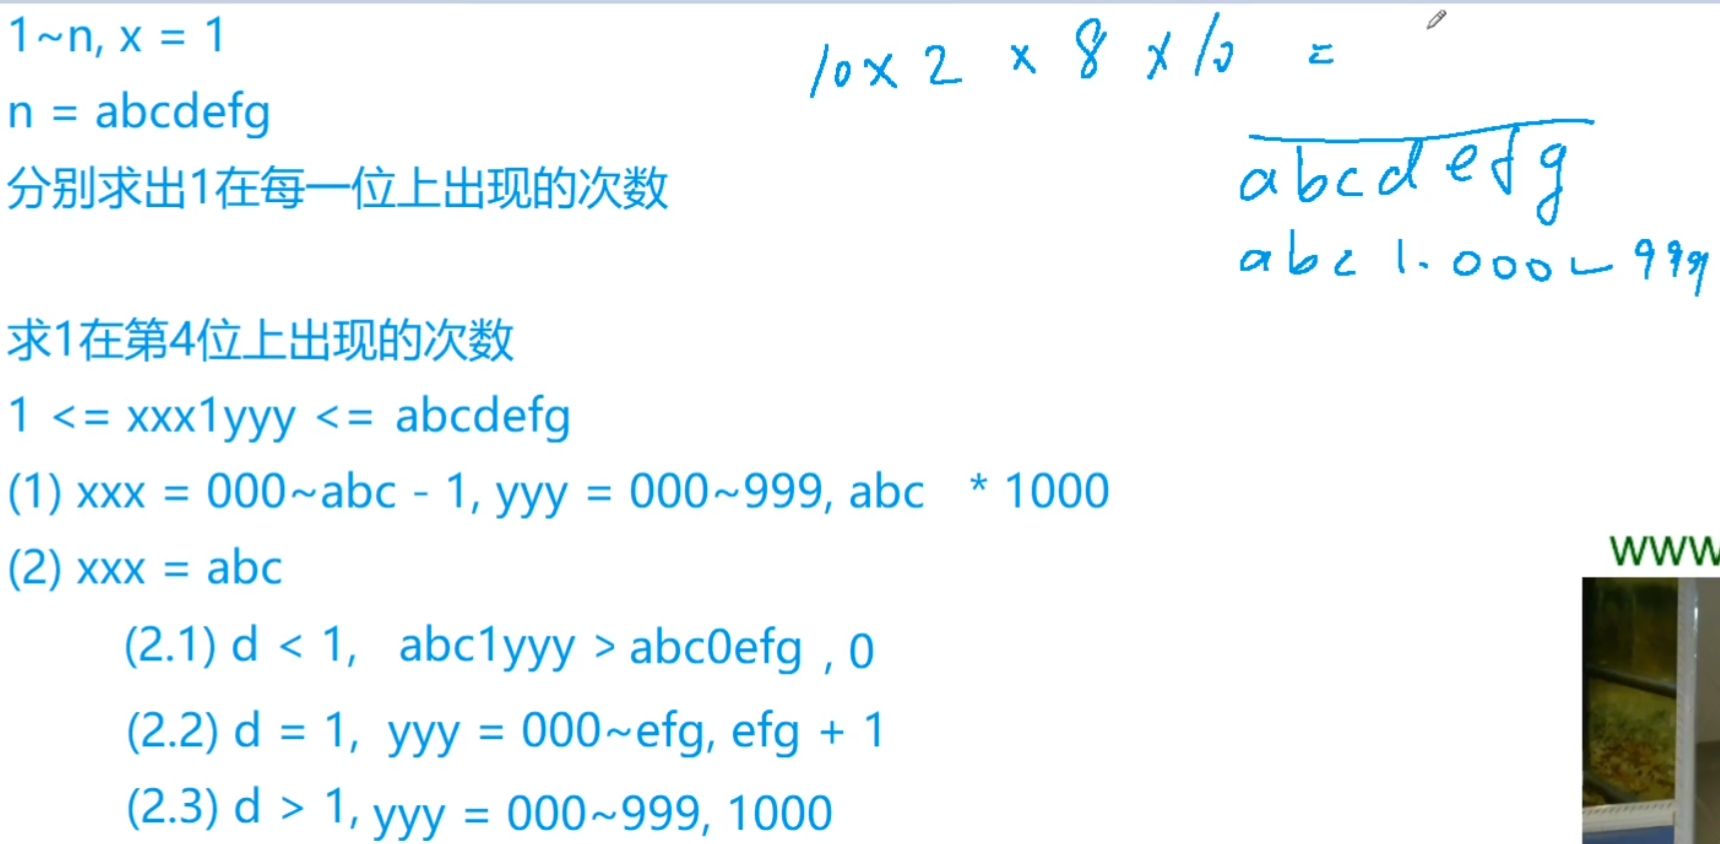 1~n, x = 1
10 x 2 x 8 x 10 =
n = abcdefg
abcdefg
分别求出1在每一位上出现的次数
abc 1. 000 ~ 999
求1在第4位上出现的次数
1 <= xxx1yyy <= abcdefg
(1) xxx = 000~abc - 1, yyy = 000~999, abc * 1000
(2) xxx = abc
www
(2.1) d < 1, abc1yyy > abc0efg , 0
(2.2) d = 1, yyy = 000~efg, efg + 1
(2.3) d > 1, yyy = 000~999, 1000